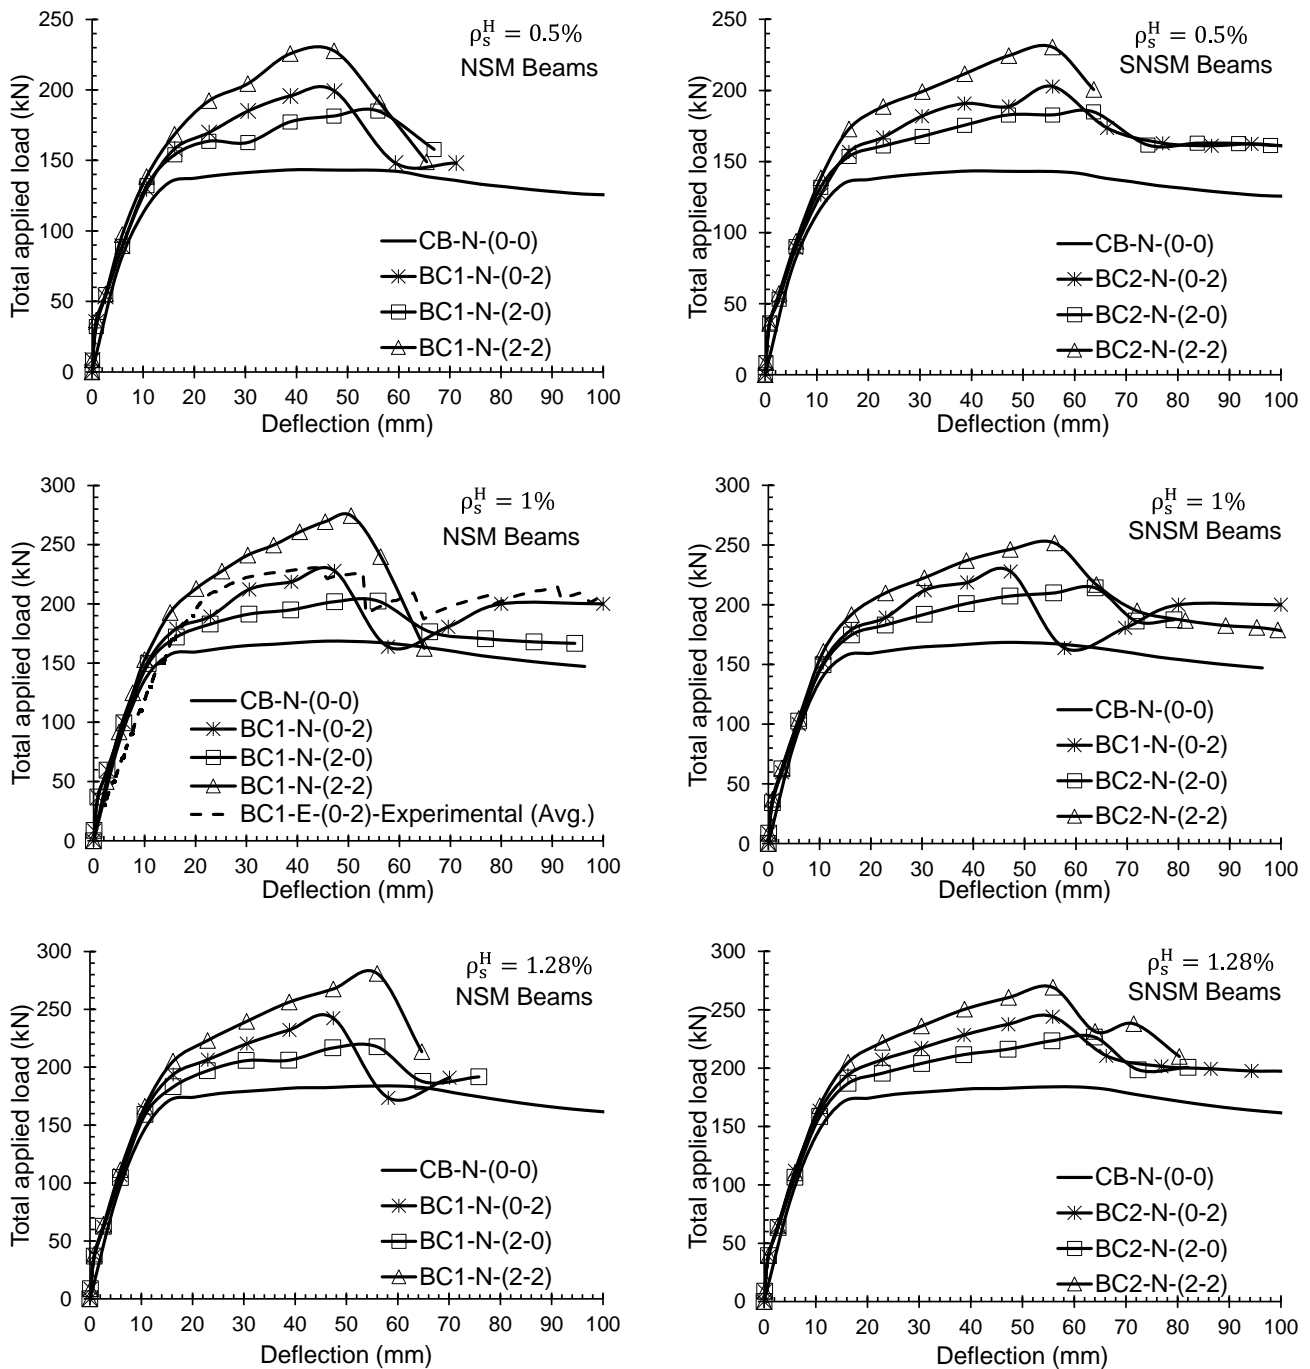 ρ_s^H = 0.5%
NSM Beams
Total applied load (kN)
250
200
150
100
50
0
CB-N-(0-0)
BC1-N-(0-2)
BC1-N-(2-0)
BC1-N-(2-2)
0 10 20 30 40 50 60 70 80 90 100
Deflection (mm)
ρ_s^H = 0.5%
SNSM Beams
Total applied load (kN)
250
200
150
100
50
0
CB-N-(0-0)
BC2-N-(0-2)
BC2-N-(2-0)
BC2-N-(2-2)
0 10 20 30 40 50 60 70 80 90 100
Deflection (mm)
ρ_s^H = 1%
NSM Beams
Total applied load (kN)
300
250
200
150
100
50
0
CB-N-(0-0)
BC1-N-(0-2)
BC1-N-(2-0)
BC1-N-(2-2)
BC1-E-(0-2)-Experimental (Avg.)
0 10 20 30 40 50 60 70 80 90 100
Deflection (mm)
ρ_s^H = 1%
SNSM Beams
Total applied load (kN)
300
250
200
150
100
50
0
CB-N-(0-0)
BC1-N-(0-2)
BC2-N-(2-0)
BC2-N-(2-2)
0 10 20 30 40 50 60 70 80 90 100
Deflection (mm)
ρ_s^H = 1.28%
NSM Beams
Total applied load (kN)
300
250
200
150
100
50
0
CB-N-(0-0)
BC1-N-(0-2)
BC1-N-(2-0)
BC1-N-(2-2)
0 10 20 30 40 50 60 70 80 90 100
Deflection (mm)
ρ_s^H = 1.28%
SNSM Beams
Total applied load (kN)
300
250
200
150
100
50
0
CB-N-(0-0)
BC2-N-(0-2)
BC2-N-(2-0)
BC2-N-(2-2)
0 10 20 30 40 50 60 70 80 90 100
Deflection (mm)